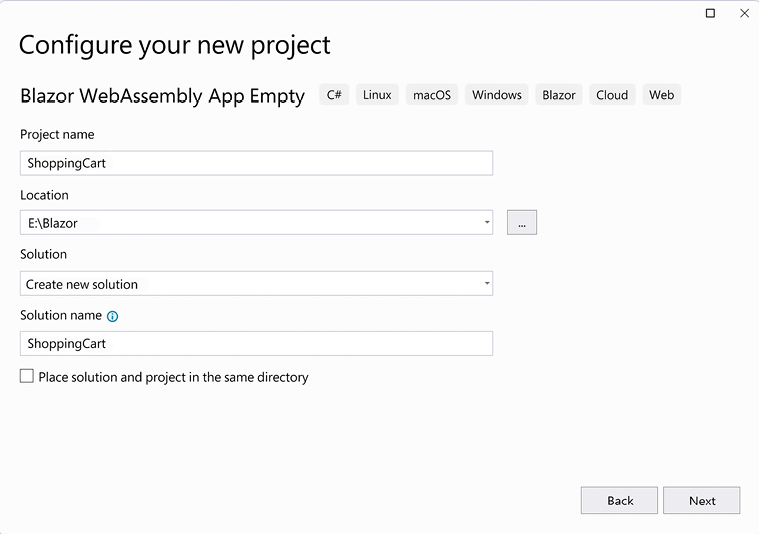 Configure your new project
Blazor WebAssembly App Empty C# Linux macOS Windows Blazor Cloud Web
Project name
ShoppingCart
Location
E:\Blazor
...
Solution
Create new solution
Solution name
ShoppingCart
Place solution and project in the same directory
Back Next